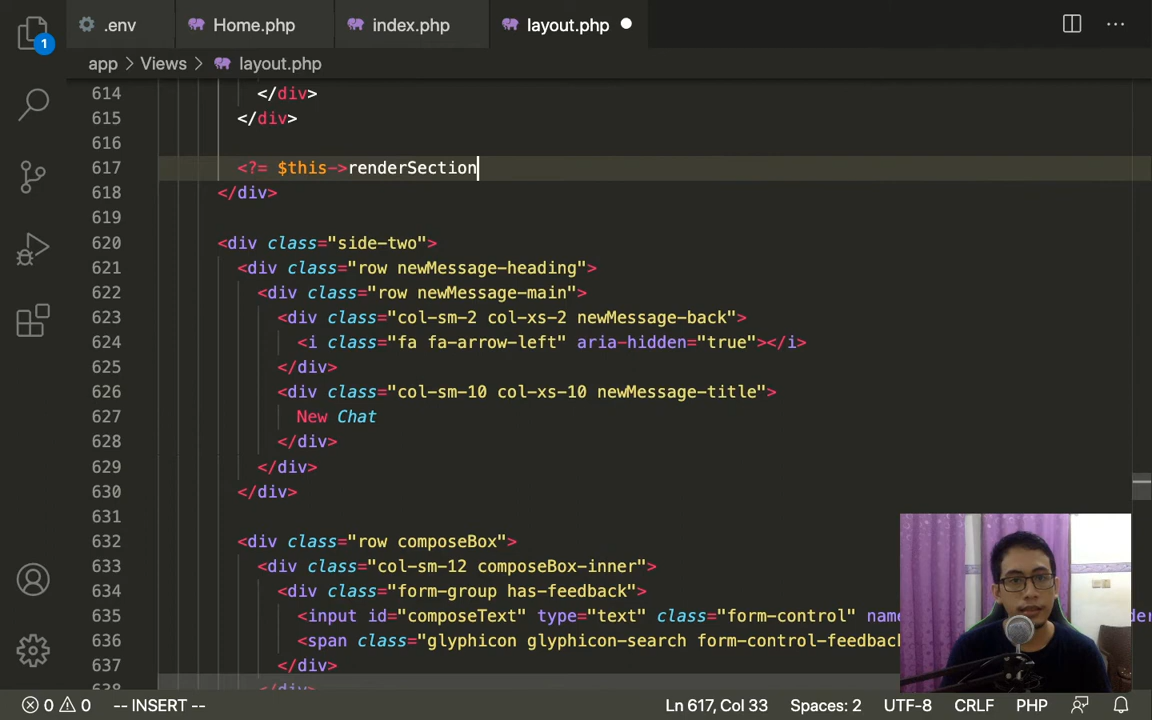 .env
Home.php
index.php
layout.php
app > Views > layout.php
1
614 </div>
615 </div>
616
617 <?= $this->renderSection
618 </div>
619
620 <div class="side-two">
621 <div class="row newMessage-heading">
622 <div class="row newMessage-main">
623 <div class="col-sm-2 col-xs-2 newMessage-back">
624 <i class="fa fa-arrow-left" aria-hidden="true"></i>
625 </div>
626 <div class="col-sm-10 col-xs-10 newMessage-title">
627 New Chat
628 </div>
629 </div>
630 </div>
631
632 <div class="row composeBox">
633 <div class="col-sm-12 composeBox-inner">
634 <div class="form-group has-feedback">
635 <input id="composeText" type="text" class="form-control"
636 <span class="glyphicon glyphicon-search
637 </div>
0 0 -- INSERT -- Ln 617, Col 33 Spaces: 2 UTF-8 CRLF PHP